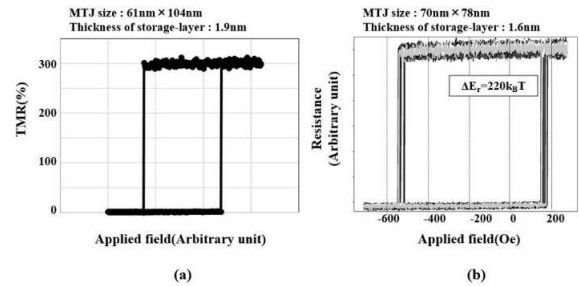 MTJ size : 61nm×104nm
Thickness of storage-layer : 1.9nm
TMR(%)
300
200
100
0
Applied field(Arbitrary unit)
(a)
MTJ size : 70nm×78nm
Thickness of storage-layer : 1.6nm
Resistance
(Arbitrary unit)
ΔEr=220kBT
-600
-400
-200
0
200
Applied field(Oe)
(b)